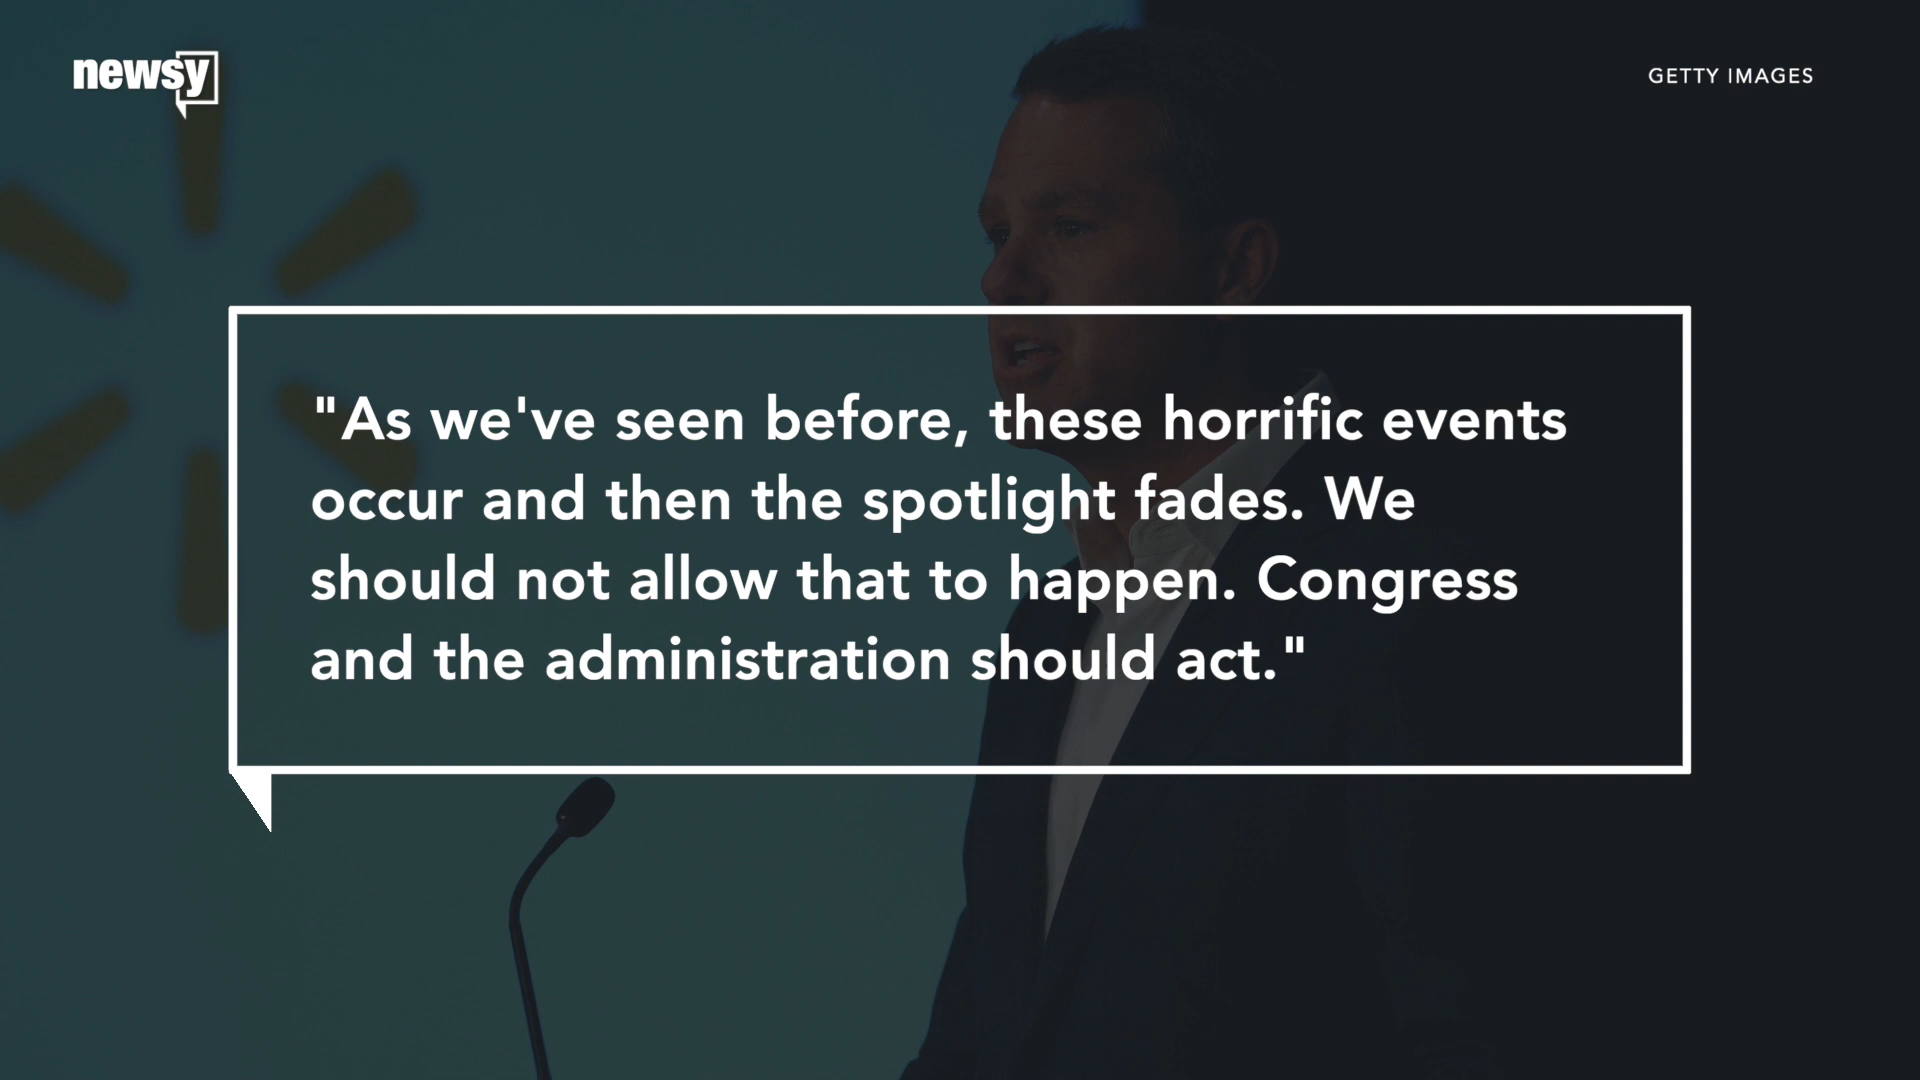 newsy
GETTY IMAGES
"As we've seen before, these horrific events
occur and then the spotlight fades. We
should not allow that to happen. Congress
and the administration should act."